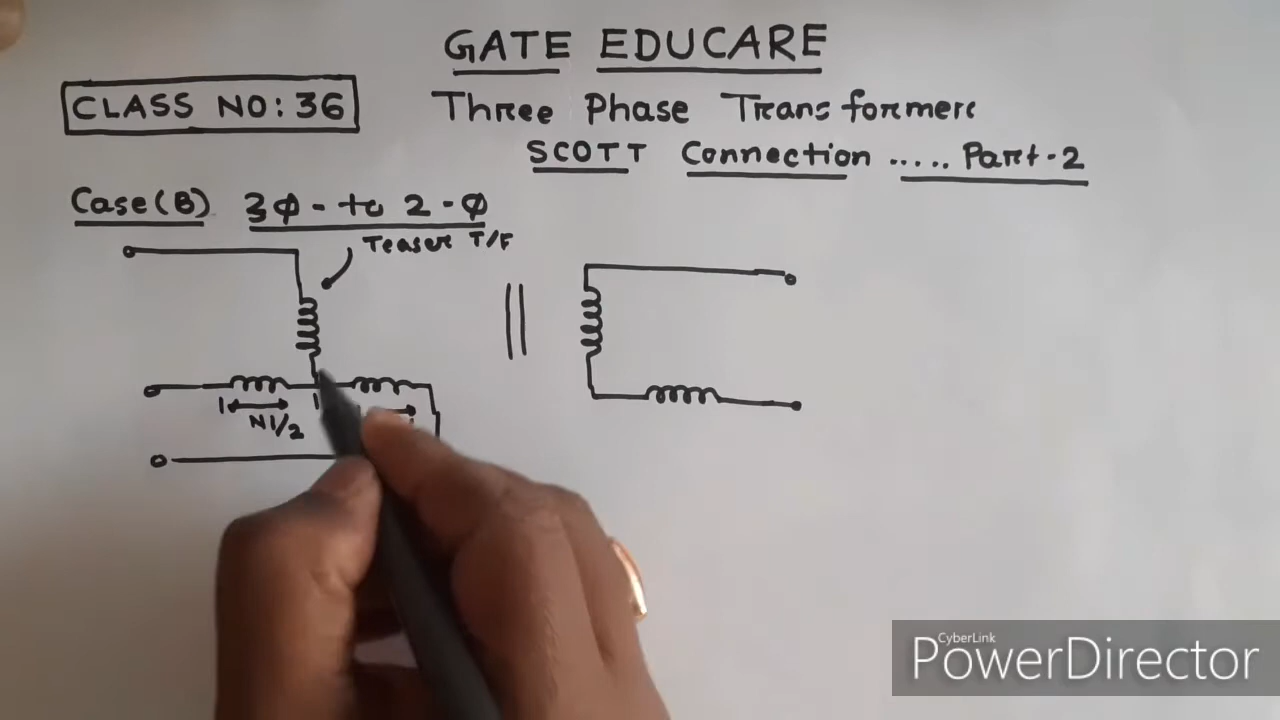 GATE EDUCARE
CLASS NO: 36
Three Phase Transformer
SCOTT Connection ..... Part-2
Case(B) 3φ - to 2 - φ
Teaser T/F
N1/2
CyberLink
PowerDirector